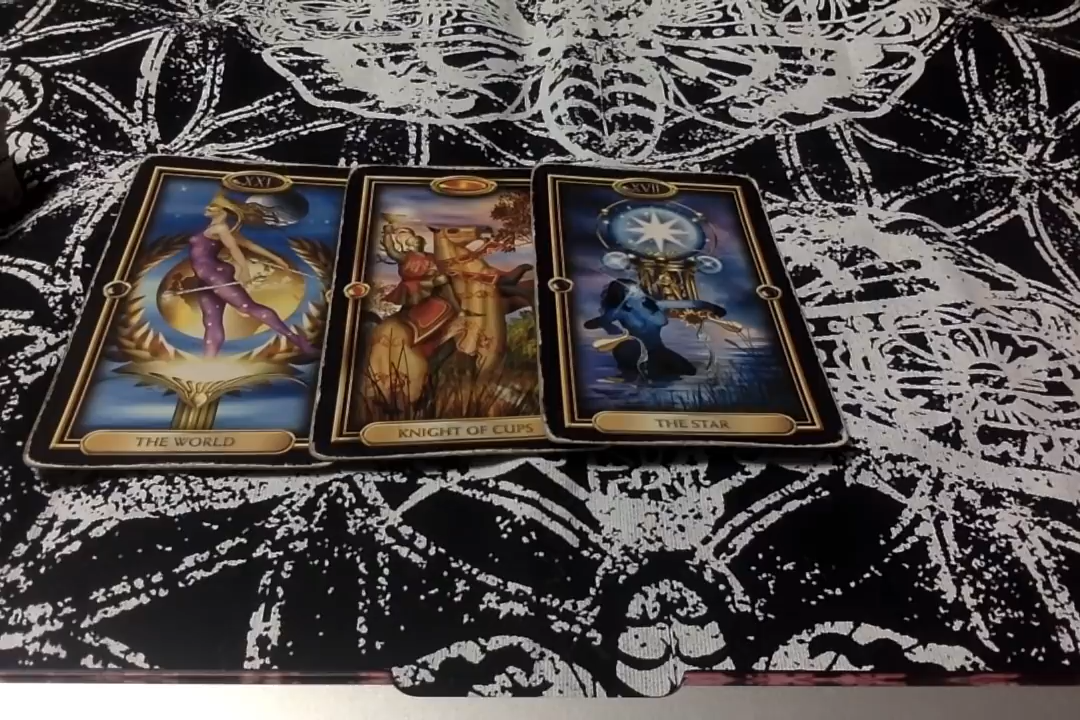 XXI
THE WORLD
KNIGHT OF CUPS
XVII
THE STAR